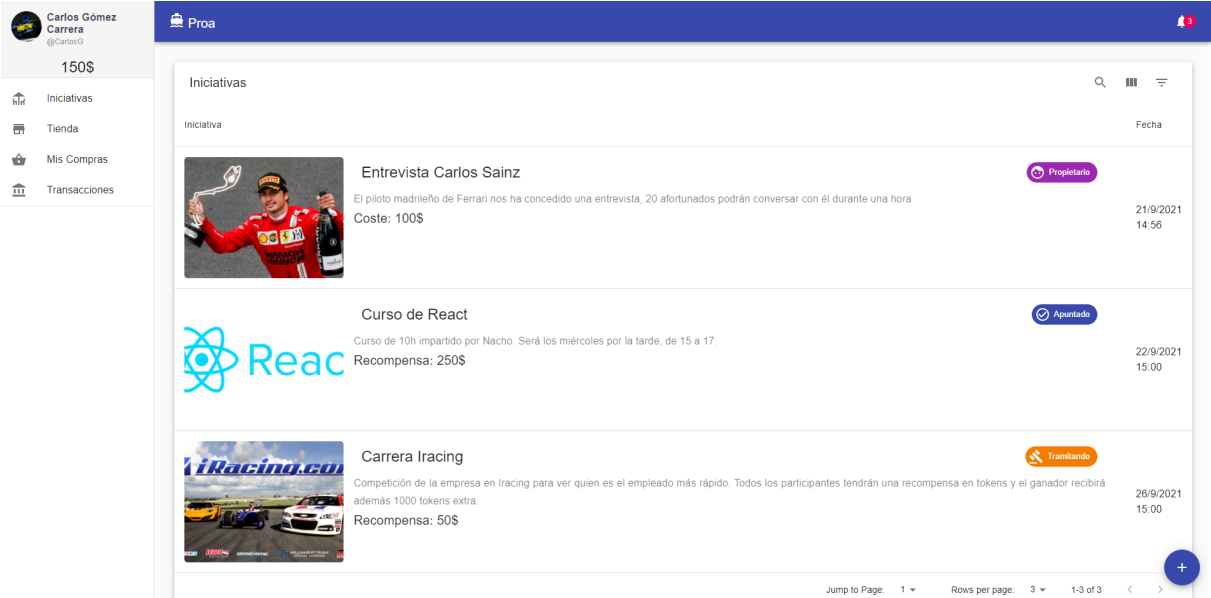 Carlos Gómez
Carrera
@CarlosG
150$
Iniciativas
Tienda
Mis Compras
Transacciones
Proa
3
Iniciativas
Iniciativa
Fecha
Entrevista Carlos Sainz
Propietario
El piloto madrileño de Ferrari nos ha concedido una entrevista, 20 afortunados podrán conversar con él durante una hora
Coste: 100$
21/9/2021
14:56
MISSION
WINNOW
Curso de React
Apuntado
Curso de 10h impartido por Nacho. Será los miércoles por la tarde, de 15 a 17.
Recompensa: 250$
22/9/2021
15:00
Reac
Carrera Iracing
Tramitando
Competición de la empresa en Iracing para ver quien es el empleado más rápido. Todos los participantes tendrán una recompensa en tokens y el ganador recibirá
además 1000 tokens extra.
Recompensa: 50$
26/9/2021
15:00
iRacing.com
+
Jump to Page: 1 Rows per page: 3 1-3 of 3